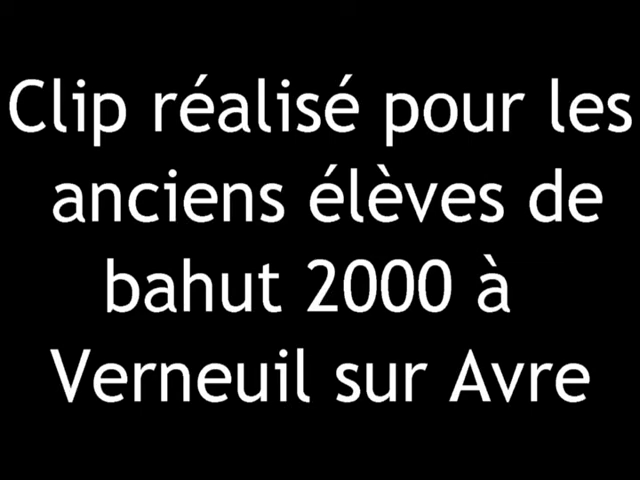 Clip réalisé pour les
anciens élèves de
bahut 2000 à
Verneuil sur Avre